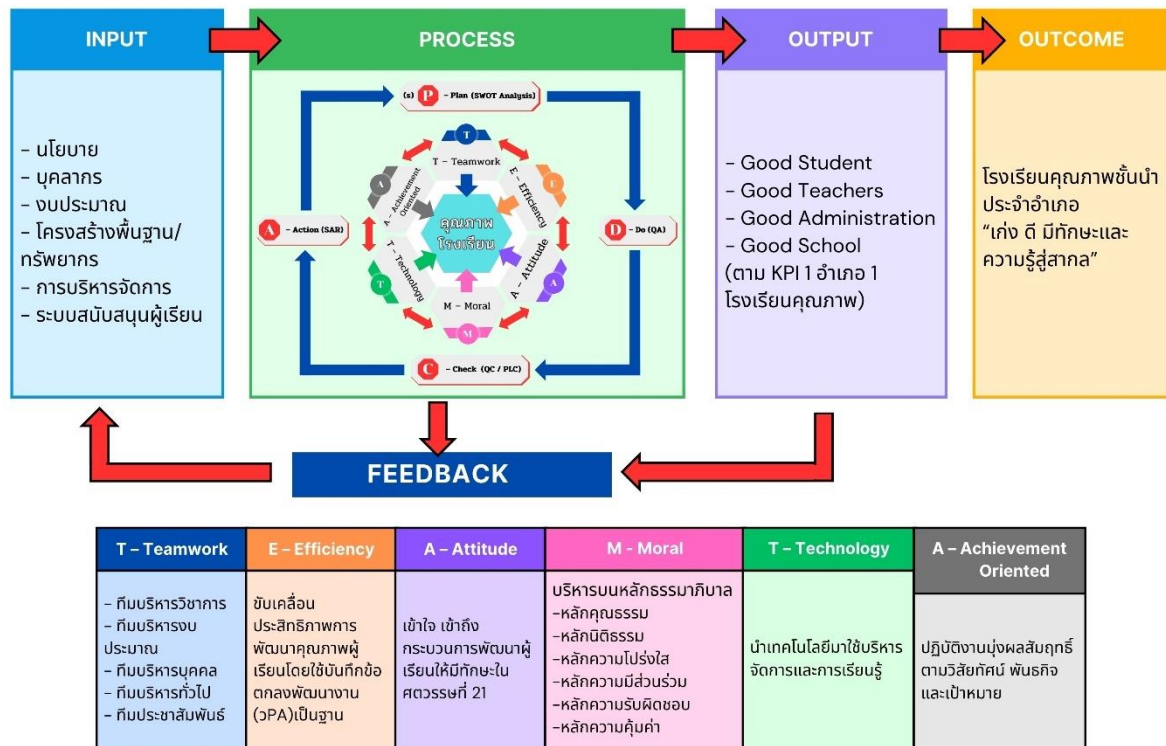 INPUT
PROCESS
OUTPUT
OUTCOME
– นโยบาย
– บุคลากร
– งบประมาณ
– โครงสร้างพื้นฐาน/
ทรัพยากร
– การบริหารจัดการ
– ระบบสนับสนุนผู้เรียน
(s) P – Plan (SWOT Analysis)
T
T – Teamwork
A
A – Achievement
Oriented
E
E – Efficiency
A – Action (SAR)
คุณภาพ
โรงเรียน
D – Do (QA)
T
T – Technology
A
A – Attitude
M – Moral
M
C – Check (QC / PLC)
– Good Student
– Good Teachers
– Good Administration
– Good School
(ตาม KPI 1 อำเภอ 1
โรงเรียนคุณภาพ)
โรงเรียนคุณภาพชั้นนำ
ประจำอำเภอ
“เก่ง ดี มีทักษะและ
ความรู้สู่สากล”
FEEDBACK
T – Teamwork
– ทีมบริหารวิชาการ
– ทีมบริหารงบ
ประมาณ
– ทีมบริหารบุคคล
– ทีมบริหารทั่วไป
– ทีมประชาสัมพันธ์
E – Efficiency
ขับเคลื่อน
ประสิทธิภาพการ
พัฒนาคุณภาพผู้
เรียนโดยใช้บันทึกข้อ
ตกลงพัฒนางาน
(วPA)เป็นฐาน
A – Attitude
เข้าใจ เข้าถึง
กระบวนการพัฒนาผู้
เรียนให้มีทักษะใน
ศตวรรษที่ 21
M - Moral
บริหารบนหลักธรรมาภิบาล
–หลักคุณธรรม
–หลักนิติธรรม
–หลักความโปร่งใส
–หลักความมีส่วนร่วม
–หลักความรับผิดชอบ
–หลักความคุ้มค่า
T – Technology
นำเทคโนโลยีมาใช้บริหาร
จัดการและการเรียนรู้
A – Achievement
Oriented
ปฏิบัติงานมุ่งผลสัมฤทธิ์
ตามวิสัยทัศน์ พันธกิจ
และเป้าหมาย